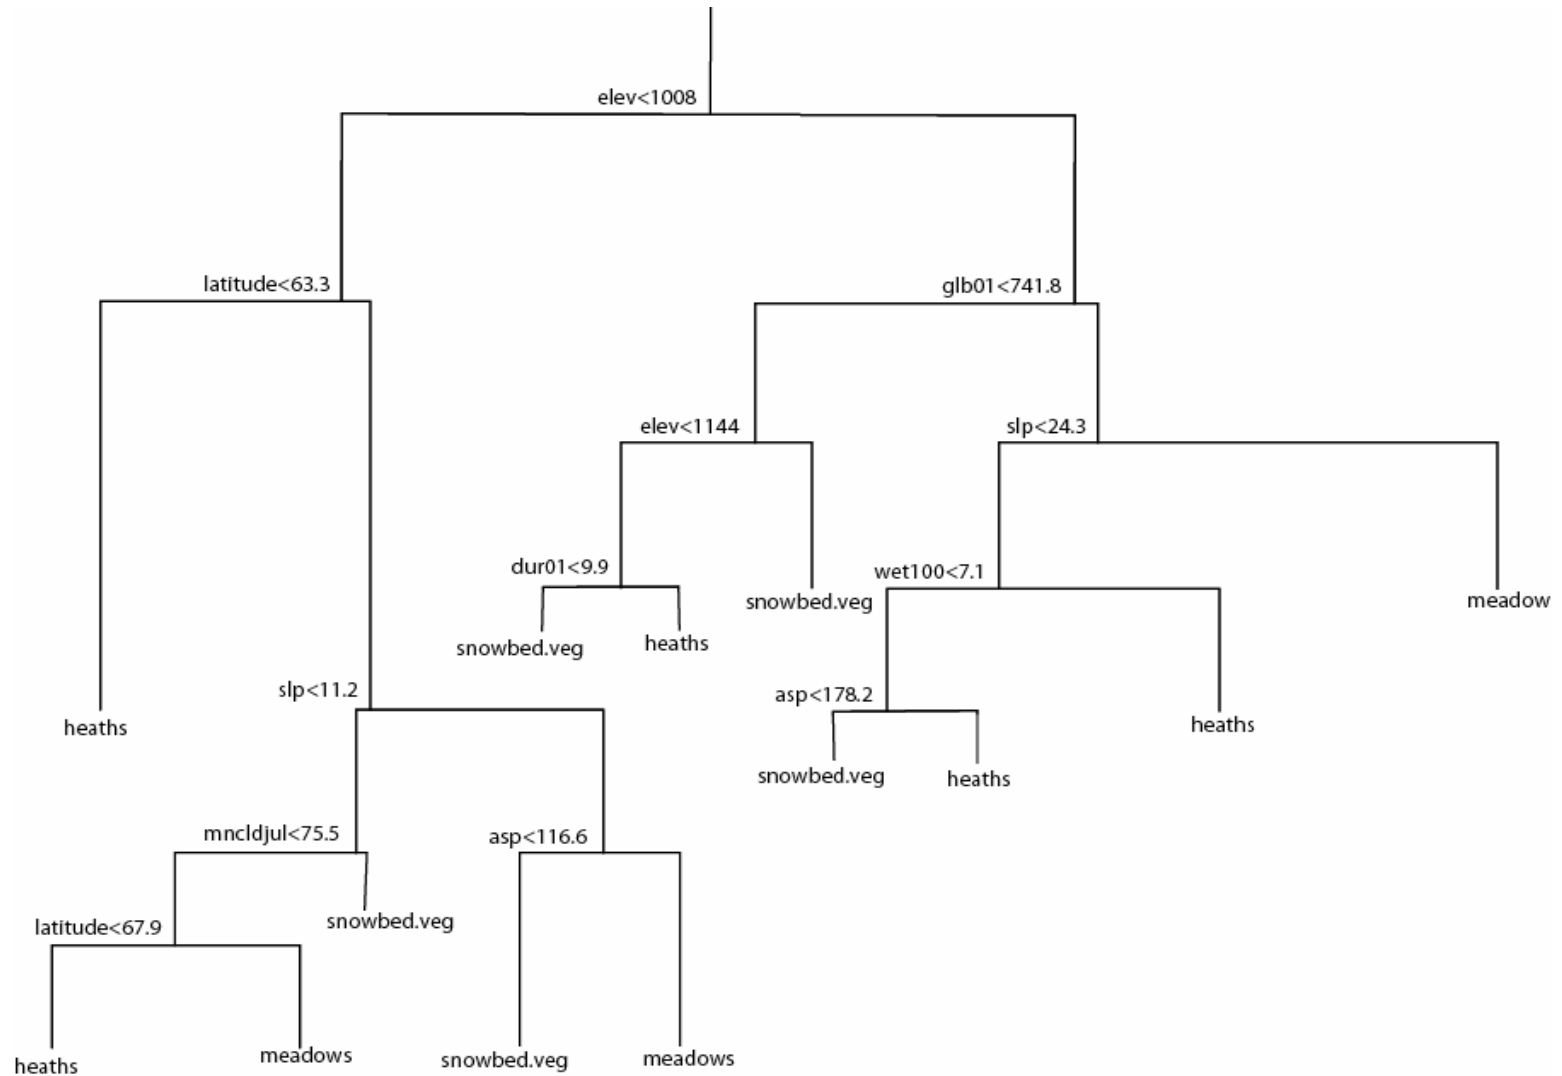 elev<1008
latitude<63.3
glb01<741.8
elev<1144
slp<24.3
dur01<9.9
wet100<7.1
snowbed.veg
meadow
snowbed.veg
heaths
slp<11.2
asp<178.2
heaths
heaths
snowbed.veg
heaths
mncldjul<75.5
asp<116.6
latitude<67.9
snowbed.veg
heaths
meadows
snowbed.veg
meadows